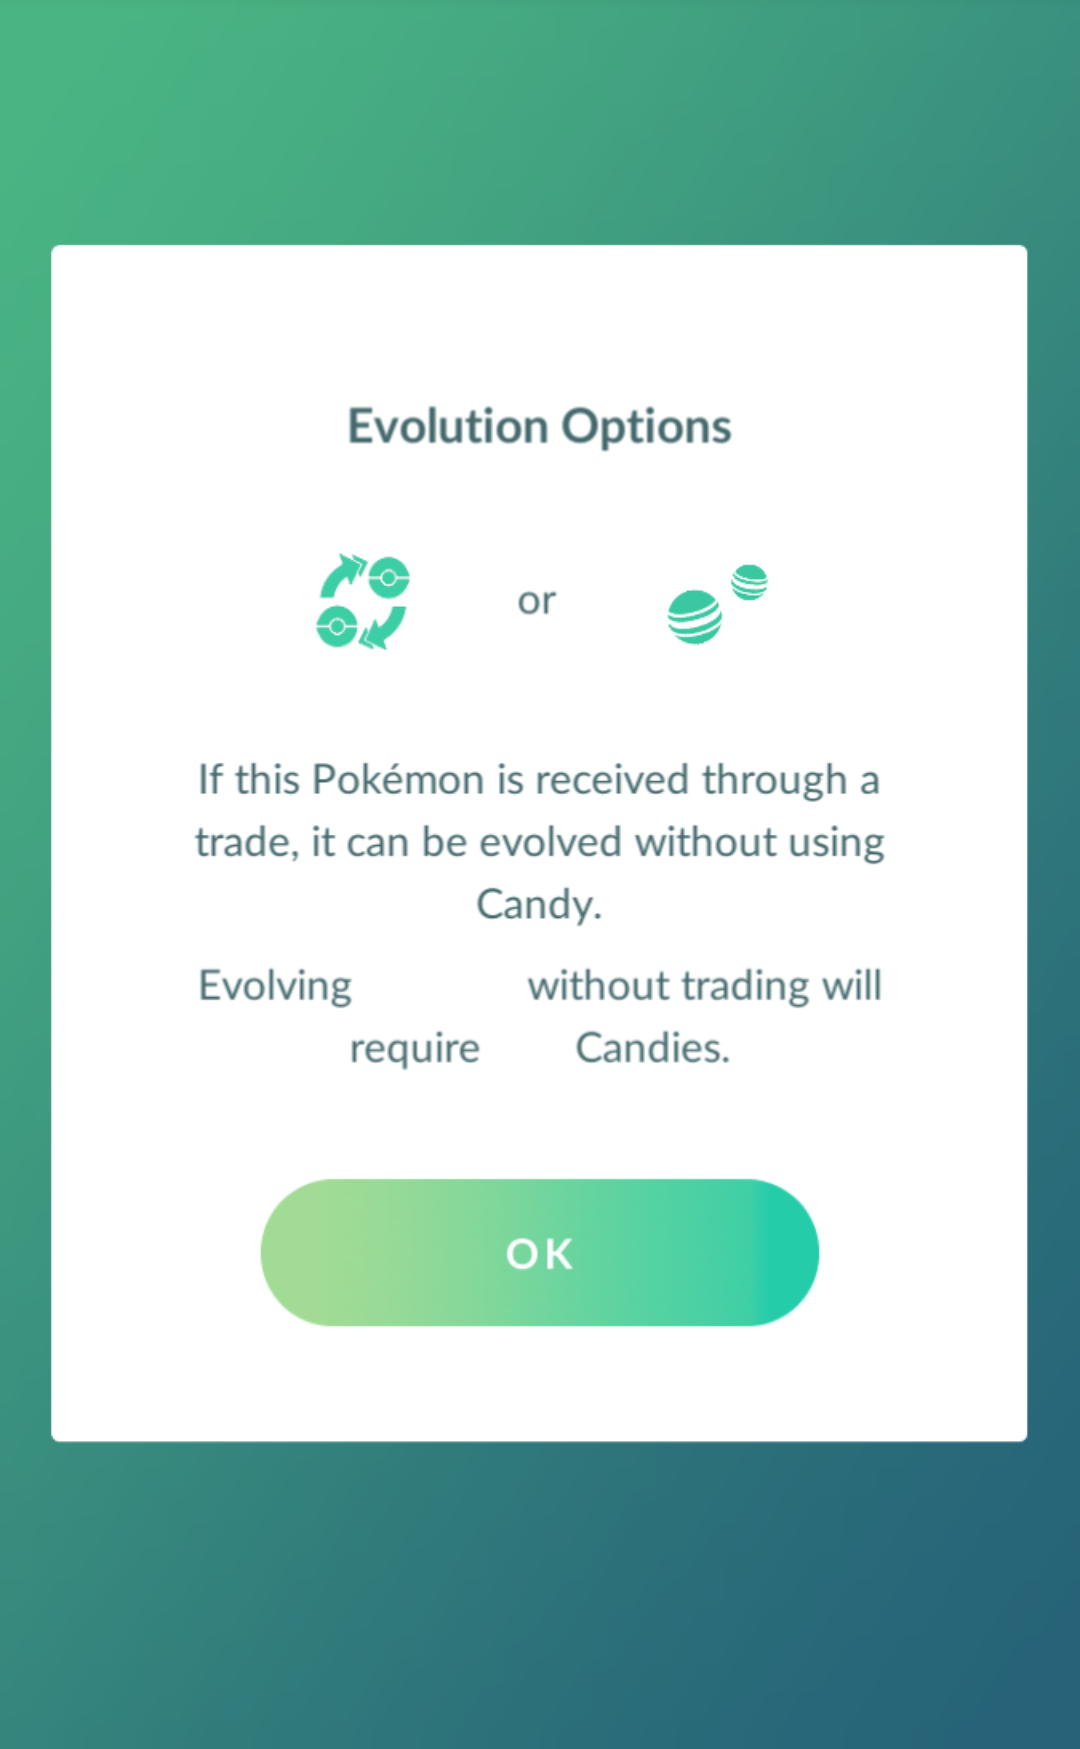 Evolution Options
or
If this Pokémon is received through a
trade, it can be evolved without using
Candy.
Evolving without trading will
require Candies.
OK